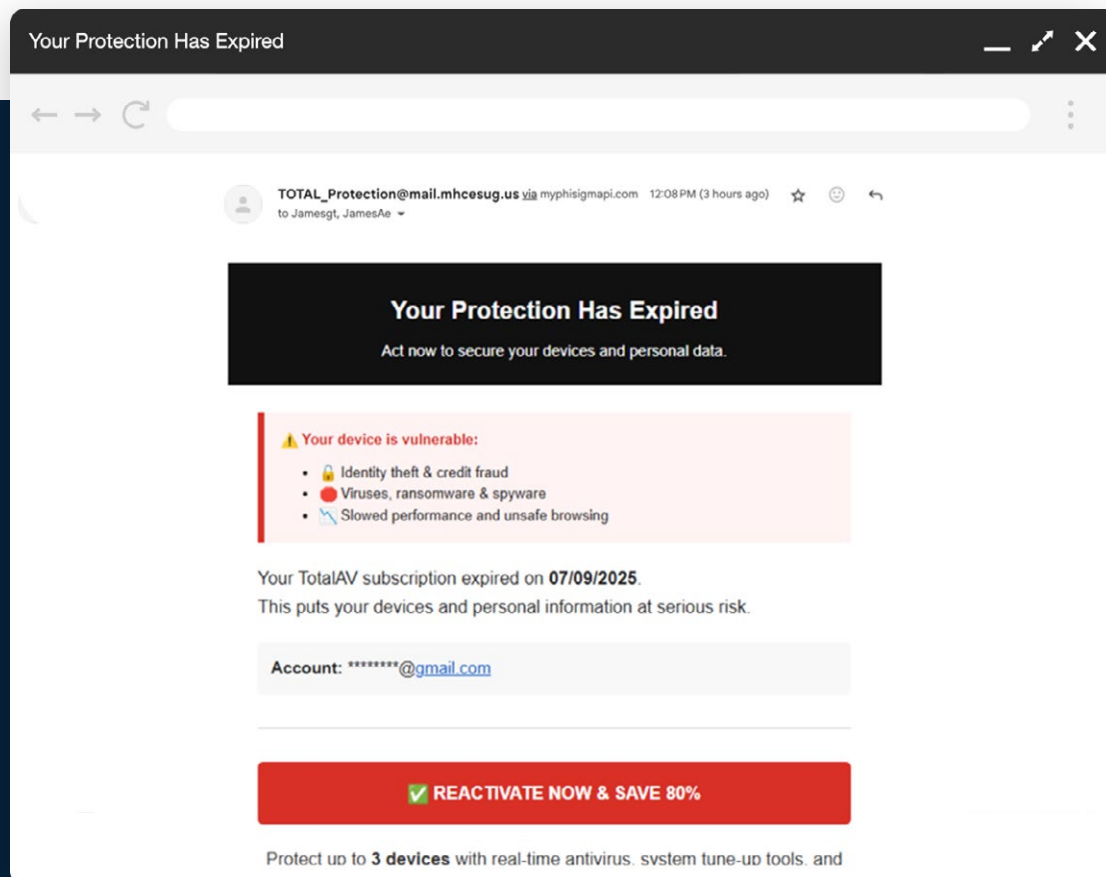 Your Protection Has Expired
TOTAL_Protection@mail.mhcesug.us via myphisigmapi.com 12:08 PM (3 hours ago)
to Jamesgt, JamesAe
Your Protection Has Expired
Act now to secure your devices and personal data.
⚠️ Your device is vulnerable:
• 🔓 Identity theft & credit fraud
• 🛑 Viruses, ransomware & spyware
• 📉 Slowed performance and unsafe browsing
Your TotalAV subscription expired on 07/09/2025.
This puts your devices and personal information at serious risk.
Account: ********@gmail.com
✅ REACTIVATE NOW & SAVE 80%
Protect up to 3 devices with real-time antivirus, system tune-up tools, and